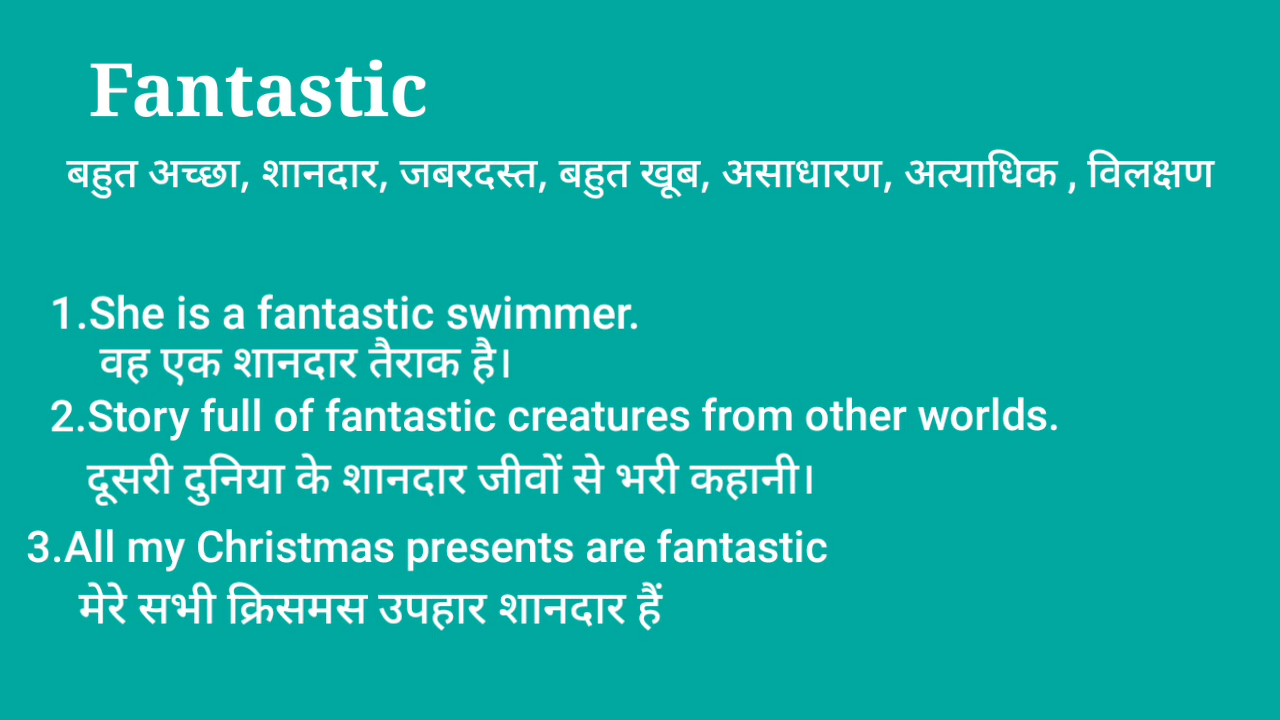 Fantastic
बहुत अच्छा, शानदार, जबरदस्त, बहुत खूब, असाधारण, अत्याधिक , विलक्षण
1.She is a fantastic swimmer.
वह एक शानदार तैराक है।
2.Story full of fantastic creatures from other worlds.
दूसरी दुनिया के शानदार जीवों से भरी कहानी।
3.All my Christmas presents are fantastic
मेरे सभी क्रिसमस उपहार शानदार हैं